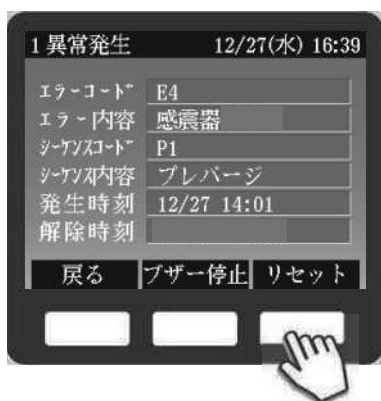 1 異常発生 12/27(水) 16:39
エラーコード E4
エラー内容 感震器
シーケンスコード P1
シーケンス内容 プレパージ
発生時刻 12/27 14:01
解除時刻
戻る ブザー停止 リセット